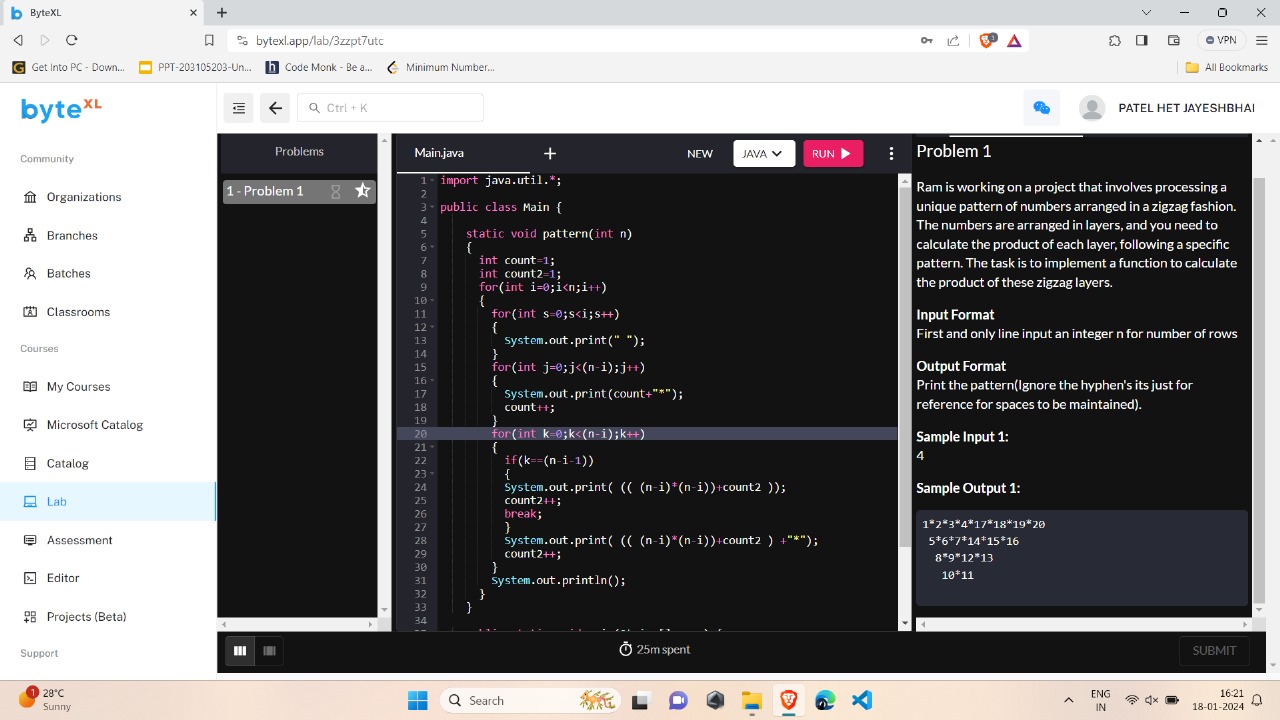 ByteXL
bytexl.app/lab/3zzpt7utc
VPN
Get Into PC - Down...
PPT-203105203-Un...
Code Monk - Be a...
Minimum Number...
All Bookmarks
byteXL
Ctrl + K
PATEL HET JAYESHBHAI
Community
Organizations
Branches
Batches
Classrooms
Courses
My Courses
Microsoft Catalog
Catalog
Lab
Assessment
Editor
Projects (Beta)
Support
Problems
1 - Problem 1
Main.java
NEW
JAVA
RUN
1 import java.util.*;
2
3 public class Main {
4
5 static void pattern(int n)
6 {
7 int count=1;
8 int count2=1;
9 for(int i=0;i<n;i++)
10 {
11 for(int s=0;s<i;s++)
12 {
13 System.out.print(" ");
14 }
15 for(int j=0;j<(n-i);j++)
16 {
17 System.out.print(count+"*");
18 count++;
19 }
20 for(int k=0;k<(n-i);k++)
21 {
22 if(k==(n-i-1))
23 {
24 System.out.print( (( (n-i)*(n-i))+count2 ));
25 count2++;
26 break;
27 }
28 System.out.print( (( (n-i)*(n-i))+count2 ) +"*");
29 count2++;
30 }
31 System.out.println();
32 }
33 }
34
Problem 1
Ram is working on a project that involves processing a
unique pattern of numbers arranged in a zigzag fashion.
The numbers are arranged in layers, and you need to
calculate the product of each layer, following a specific
pattern. The task is to implement a function to calculate
the product of these zigzag layers.
Input Format
First and only line input an integer n for number of rows
Output Format
Print the pattern(Ignore the hyphen's its just for
reference for spaces to be maintained).
Sample Input 1:
4
Sample Output 1:
1*2*3*4*17*18*19*20
5*6*7*14*15*16
8*9*12*13
10*11
25m spent
SUBMIT
1
28°C
Sunny
Search
ENG
IN
16:21
18-01-2024